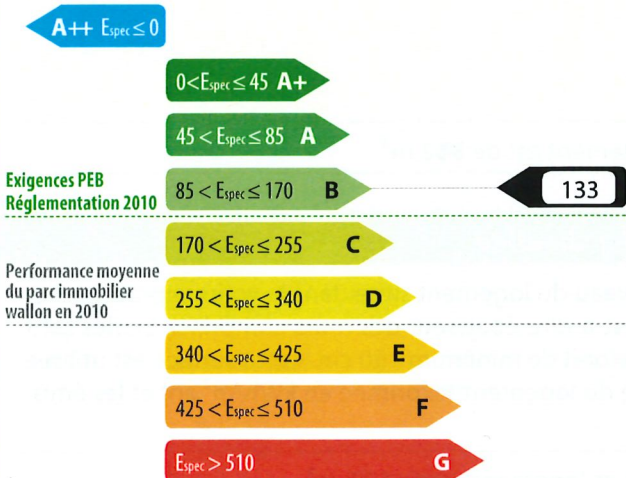 A++ Espec ≤ 0
0<Espec ≤ 45 A+
45 < Espec ≤ 85 A
Exigences PEB
Réglementation 2010
85 < Espec ≤ 170 B
133
170 < Espec ≤ 255 C
Performance moyenne
du parc immobilier
wallon en 2010
255 < Espec ≤ 340 D
340 < Espec ≤ 425 E
425 < Espec ≤ 510 F
Espec > 510 G